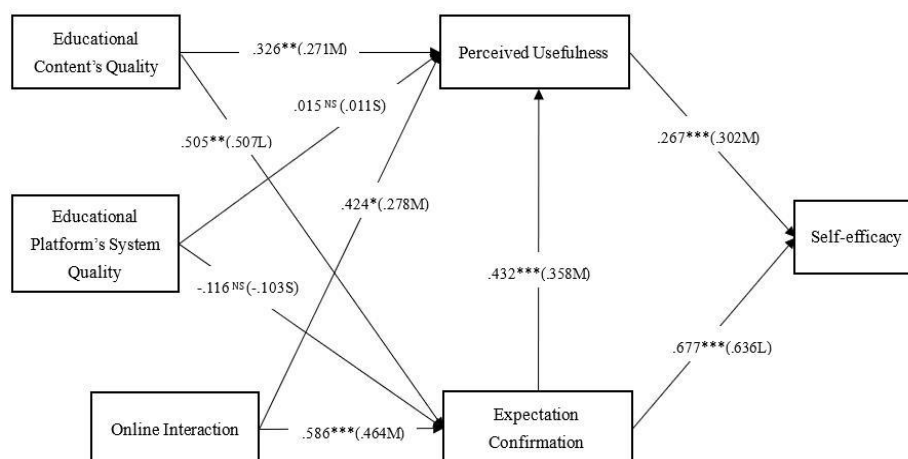 Educational
Content's Quality
.326**(.271M)
Perceived Usefulness
.015 NS (.011S)
.505**(.507L)
.267***(.302M)
Educational
Platform's System
Quality
.424*(.278M)
Self-efficacy
-.116 NS (-.103S)
.432***(.358M)
.677***(.636L)
Online Interaction
.586***(.464M)
Expectation
Confirmation